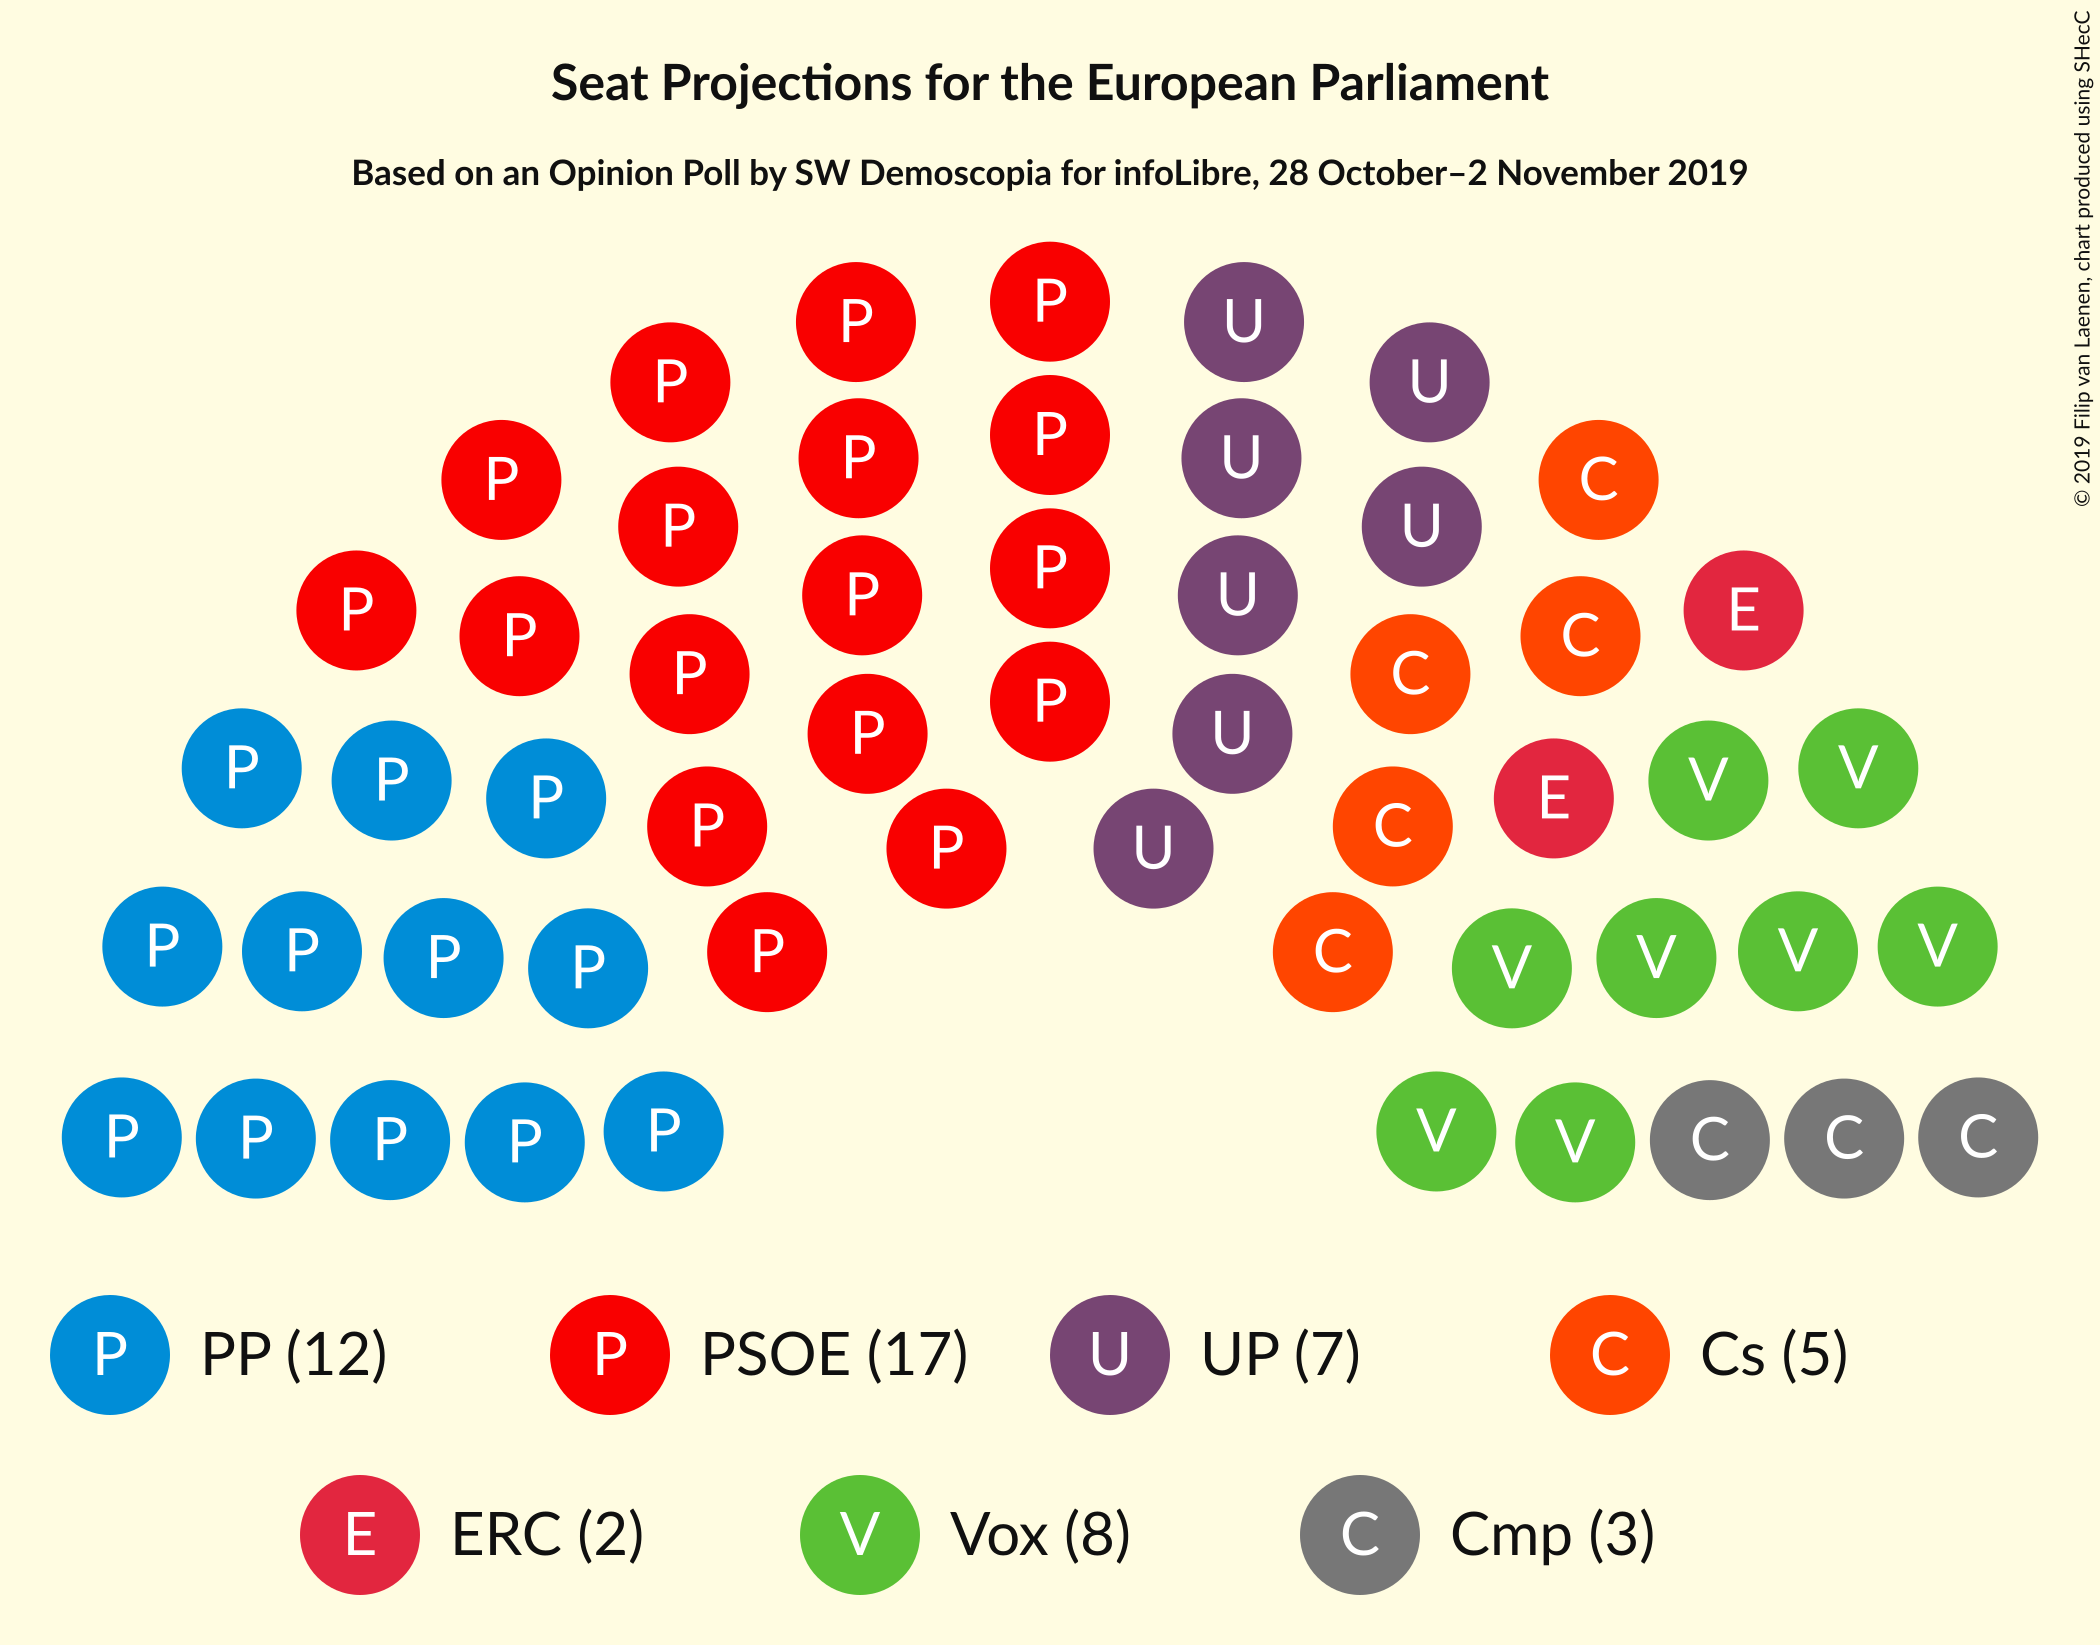 Seat Projections for the European Parliament
Based on an Opinion Poll by SW Demoscopia for infoLibre, 28 October–2 November 2019
© 2019 Filip van Laenen, chart produced using SHecC
P P U
P U U
P P U
P P C
P U
P P C
P P U
P E
P P C
P P U
P P P V V
P E
P C
P U
P P P P P C V V V V
P P P P P V V C C C
P PP (12) P PSOE (17) U UP (7) C Cs (5)
E ERC (2) V Vox (8) C Cmp (3)